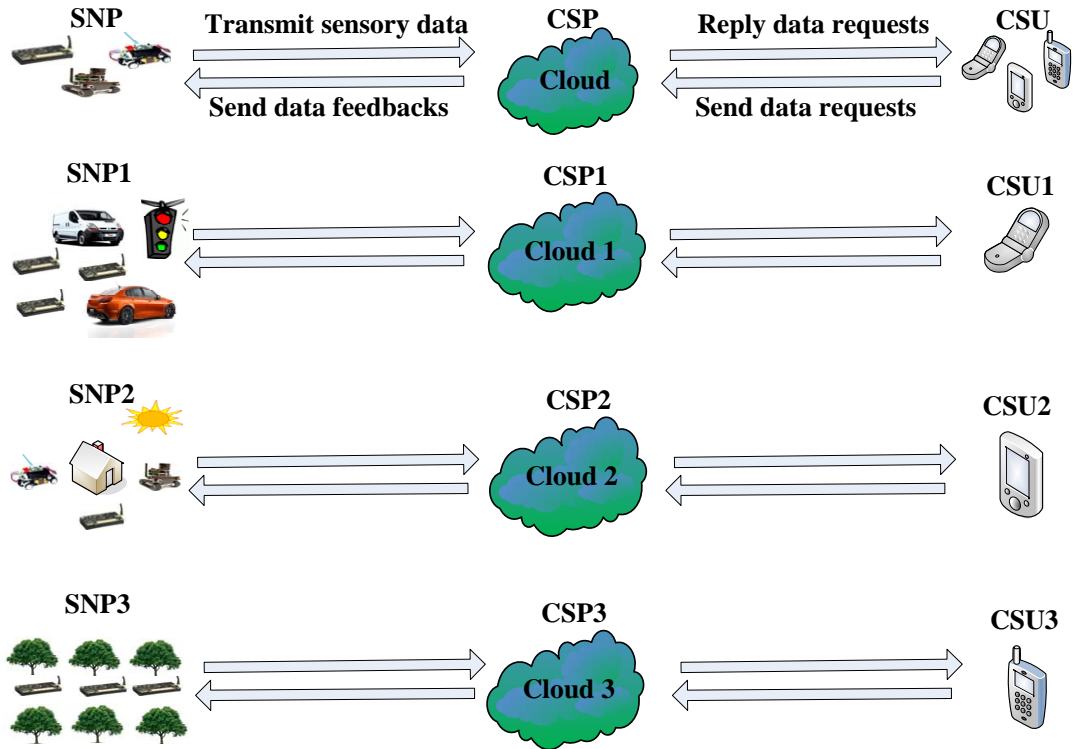 SNP
CSP
CSU
Transmit sensory data
Reply data requests
Cloud
Send data feedbacks
Send data requests
SNP1
CSP1
CSU1
Cloud 1
SNP2
CSP2
CSU2
Cloud 2
SNP3
CSP3
CSU3
Cloud 3